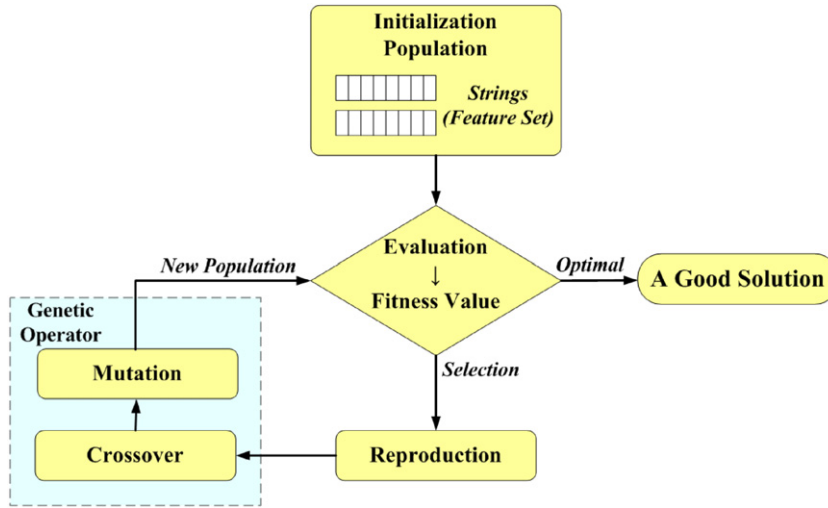 Initialization
Population
Strings
(Feature Set)
Evaluation
↓
Fitness Value
New Population
Optimal
A Good Solution
Genetic
Operator
Mutation
Selection
Crossover
Reproduction